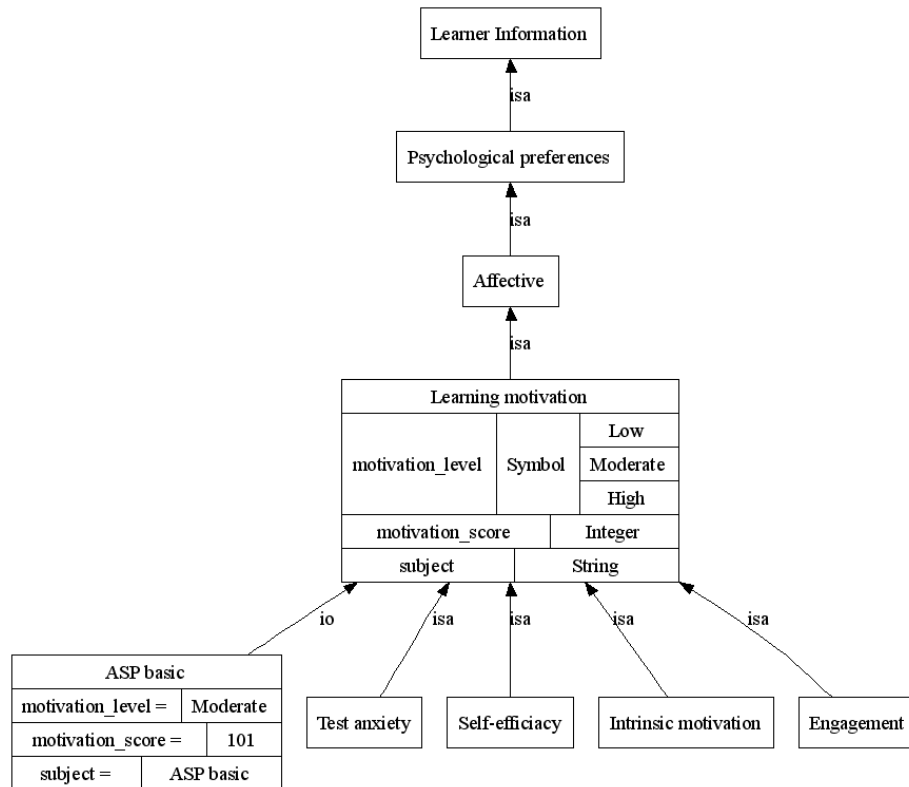 Learner Information
isa
Psychological preferences
isa
Affective
isa
Learning motivation
motivation_level Symbol Low
Moderate
High
motivation_score Integer
subject String
io isa isa isa isa
ASP basic
motivation_level = Moderate
motivation_score = 101
subject = ASP basic
Test anxiety Self-efficiacy Intrinsic motivation Engagement